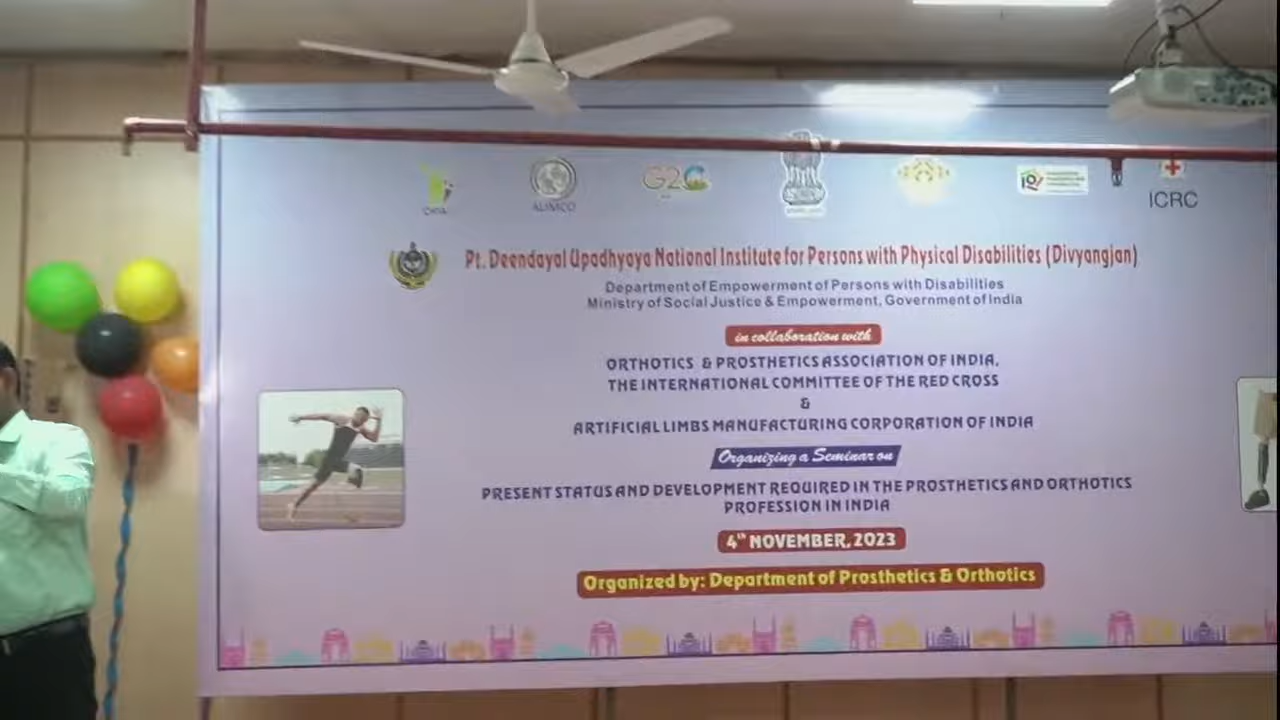 ALIMCO
G20
ICRC
Pt. Deendayal Upadhyaya National Institute for Persons with Physical Disabilities (Divyangjan)
Department of Empowerment of Persons with Disabilities
Ministry of Social Justice & Empowerment, Government of India
in collaboration with
ORTHOTICS & PROSTHETICS ASSOCIATION OF INDIA,
THE INTERNATIONAL COMMITTEE OF THE RED CROSS
&
ARTIFICIAL LIMBS MANUFACTURING CORPORATION OF INDIA
Organizing a Seminar on
PRESENT STATUS AND DEVELOPMENT REQUIRED IN THE PROSTHETICS AND ORTHOTICS
PROFESSION IN INDIA
4th NOVEMBER, 2023
Organized by: Department of Prosthetics & Orthotics